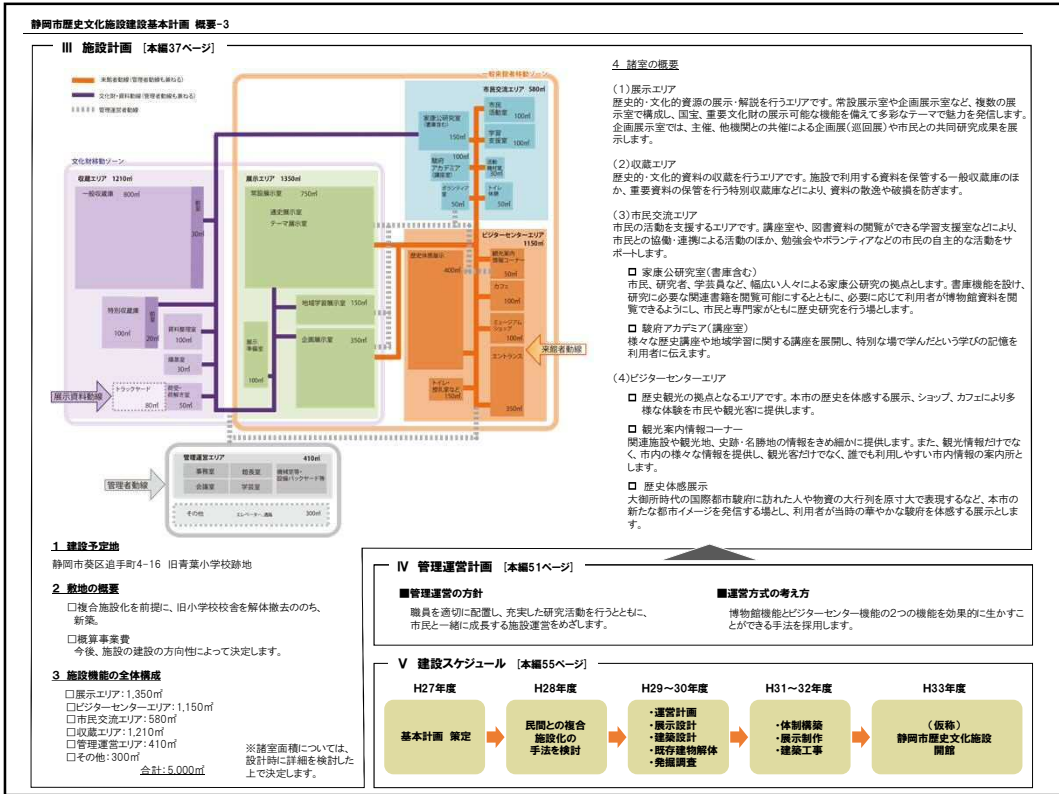 静岡市歴史文化施設建設基本計画 概要-3
Ⅲ 施設計画 [本編37ページ]
来館者動線(管理者動線も兼ねる)
文化財・資料動線(管理者動線も兼ねる)
管理運営者動線
一般来館者移動ゾーン
市民交流エリア 580㎡
市民
活動室
100㎡
家康公研究室
(書庫含む)
150㎡
学習
支援室
100㎡
100㎡
駿府
アカデミア
(講座室)
活動
機材室
30㎡
ボランティア
室
50㎡
トイレ
休憩
50㎡
文化財移動ゾーン
収蔵エリア 1210㎡
一般収蔵庫 800㎡
前室
30㎡
特別収蔵庫
100㎡
前室
20㎡
資料整理室
100㎡
撮影室
30㎡
トラックヤード
80㎡
荷受・
荷解き室
50㎡
展示資料動線
展示エリア 1350㎡
常設展示室 750㎡
通史展示室
テーマ展示室
地域学習展示室 150㎡
企画展示室 350㎡
展示
準備室
100㎡
ビジターセンターエリア
1150㎡
歴史体感展示
400㎡
観光案内
情報コーナー
50㎡
カフェ
100㎡
ミュージアム
ショップ
100㎡
エントランス
350㎡
トイレ・
授乳室など
150㎡
来館者動線
管理運営エリア 410㎡
事務室
館長室
機械室等・
設備バックヤード等
会議室
学芸室
その他
エレベーター、通路
300㎡
管理者動線
1 建設予定地
静岡市葵区追手町4-16 旧青葉小学校跡地
2 敷地の概要
□複合施設化を前提に、旧小学校校舎を解体撤去ののち、
新築。
□概算事業費
今後、施設の建設の方向性によって決定します。
3 施設機能の全体構成
□展示エリア:1,350㎡
□ビジターセンターエリア:1,150㎡
□市民交流エリア:580㎡
□収蔵エリア:1,210㎡
□管理運営エリア:410㎡
□その他:300㎡
合計:5,000㎡
※諸室面積については、
設計時に詳細を検討した
上で決定します。
4 諸室の概要
(1)展示エリア
歴史的・文化的資源の展示・解説を行うエリアです。常設展示室や企画展示室など、複数の展
示室で構成し、国宝、重要文化財の展示可能な機能を備えて多彩なテーマで魅力を発信します。
企画展示室では、主催、他機関との共催による企画展(巡回展)や市民との共同研究成果を展
示します。
(2)収蔵エリア
歴史的・文化的資料の収蔵を行うエリアです。施設で利用する資料を保管する一般収蔵庫のほ
か、重要資料の保管を行う特別収蔵庫などにより、資料の散逸や破損を防ぎます。
(3)市民交流エリア
市民の活動を支援するエリアです。講座室や、図書資料の閲覧ができる学習支援室などにより、
市民との協働・連携による活動のほか、勉強会やボランティアなどの市民の自主的な活動をサ
ポートします。
□ 家康公研究室(書庫含む)
市民、研究者、学芸員など、幅広い人々による家康公研究の拠点とします。書庫機能を設け、
研究に必要な関連書籍を閲覧可能にするとともに、必要に応じて利用者が博物館資料を閲
覧できるようにし、市民と専門家がともに歴史研究を行う場とします。
□ 駿府アカデミア(講座室)
様々な歴史講座や地域学習に関する講座を展開し、特別な場で学んだという学びの記憶を
利用者に伝えます。
(4)ビジターセンターエリア
□ 歴史観光の拠点となるエリアです。本市の歴史を体感する展示、ショップ、カフェにより多
様な体験を市民や観光客に提供します。
□ 観光案内情報コーナー
関連施設や観光地、史跡・名勝地の情報をきめ細かに提供します。また、観光情報だけでな
く、市内の様々な情報を提供し、観光客だけでなく、誰でも利用しやすい市内情報の案内所と
します。
□ 歴史体感展示
大御所時代の国際都市駿府に訪れた人や物資の大行列を原寸大で表現するなど、本市の
新たな都市イメージを発信する場とし、利用者が当時の華やかな駿府を体感する展示としま
す。
Ⅳ 管理運営計画 [本編51ページ]
■管理運営の方針
職員を適切に配置し、充実した研究活動を行うとともに、
市民と一緒に成長する施設運営をめざします。
■運営方式の考え方
博物館機能とビジターセンター機能の2つの機能を効果的に生かすこ
とができる手法を採用します。
Ⅴ 建設スケジュール [本編55ページ]
H27年度
H28年度
H29～30年度
H31～32年度
H33年度
基本計画 策定
民間との複合
施設化の
手法を検討
・運営計画
・展示設計
・建築設計
・既存建物解体
・発掘調査
・体制構築
・展示制作
・建築工事
(仮称)
静岡市歴史文化施設
開館